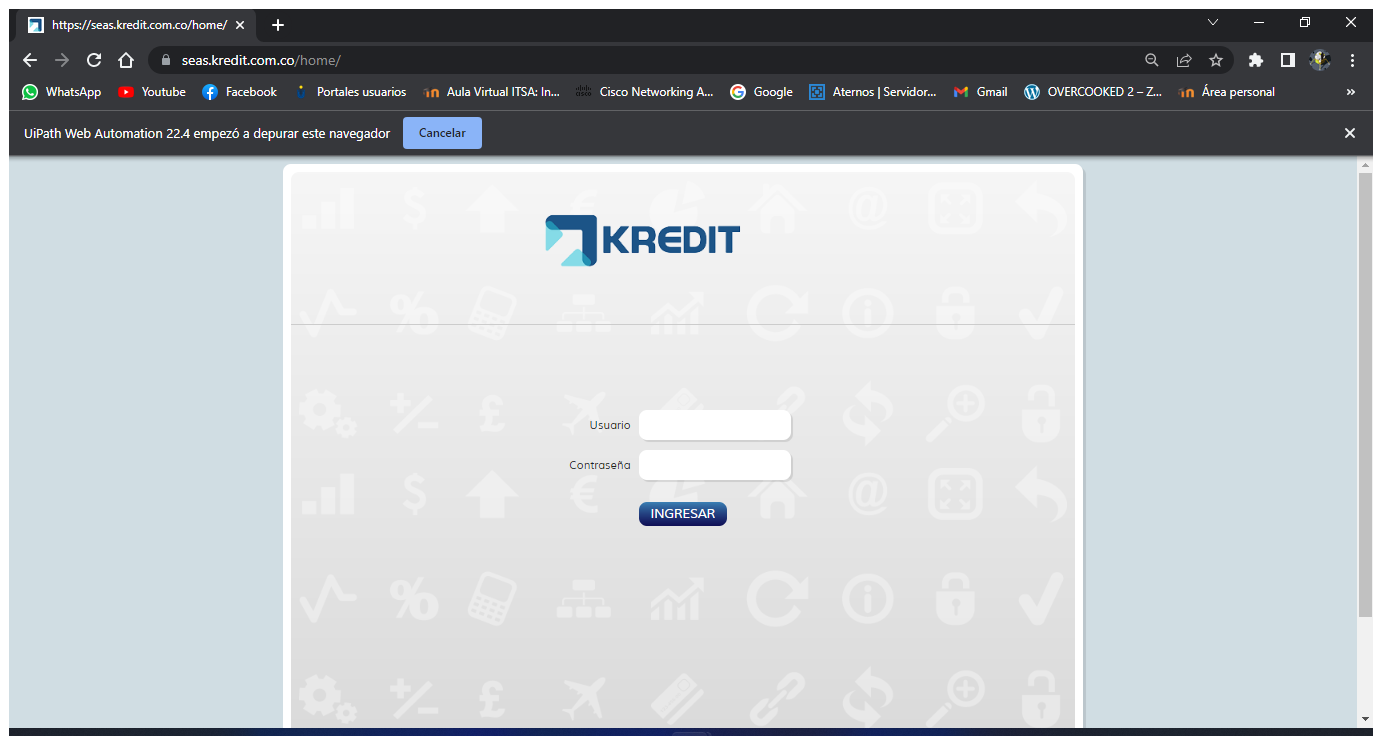 https://seas.kredit.com.co/home/
seas.kredit.com.co/home/
WhatsApp Youtube Facebook Portales usuarios Aula Virtual ITSA: In... Cisco Networking A... Google Aternos | Servidor... Gmail OVERCOOKED 2 – Z... Área personal »
UiPath Web Automation 22.4 empezó a depurar este navegador Cancelar
KREDIT
Usuario
Contraseña
INGRESAR